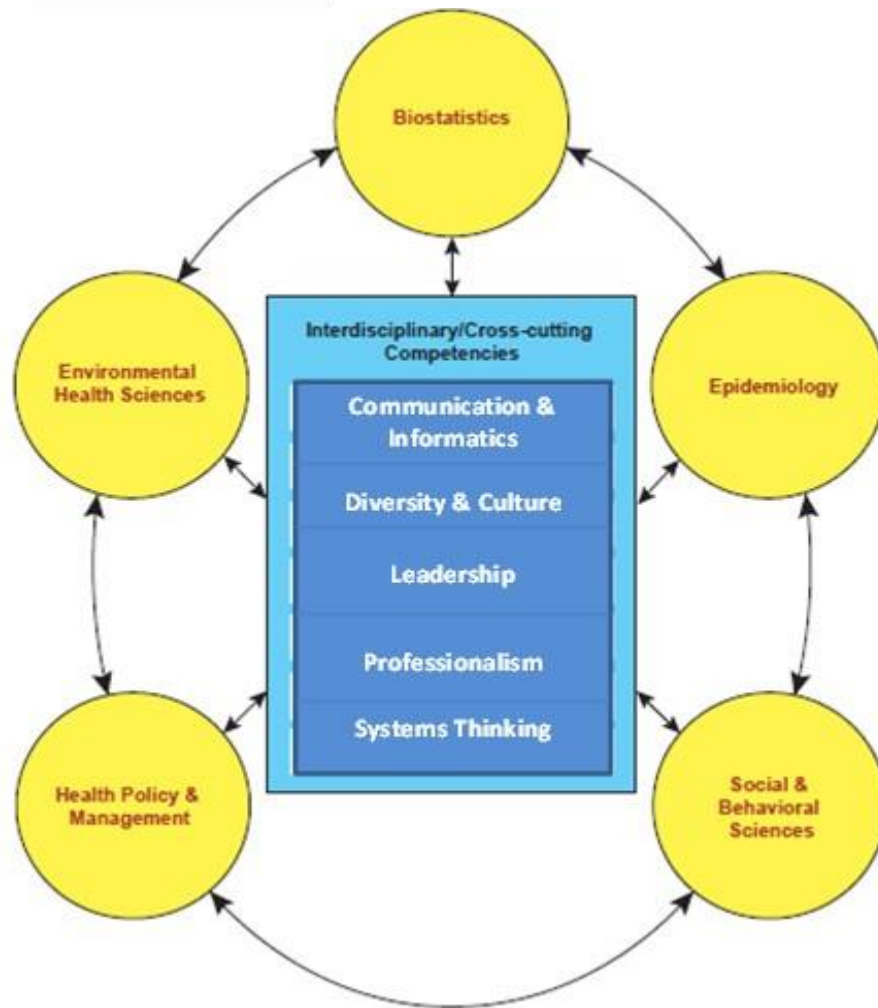 Biostatistics
Environmental
Health Sciences
Interdisciplinary/Cross-cutting
Competencies
Communication &
Informatics
Diversity & Culture
Leadership
Professionalism
Systems Thinking
Epidemiology
Health Policy &
Management
Social &
Behavioral
Sciences